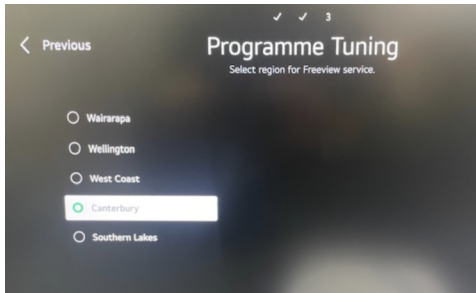 ✓ ✓ 3
Previous
Programme Tuning
Select region for Freeview service.
Wairarapa
Wellington
West Coast
Canterbury
Southern Lakes